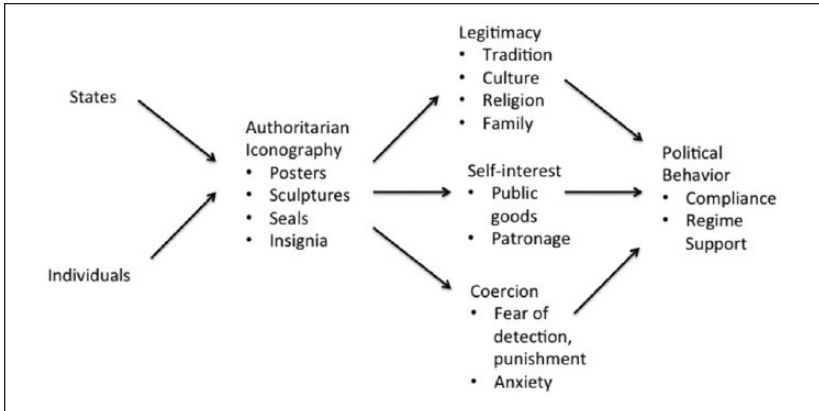 States
Individuals
Authoritarian
Iconography
• Posters
• Sculptures
• Seals
• Insignia
Legitimacy
• Tradition
• Culture
• Religion
• Family
Self-interest
• Public
goods
• Patronage
Coercion
• Fear of
detection,
punishment
• Anxiety
Political
Behavior
• Compliance
• Regime
Support